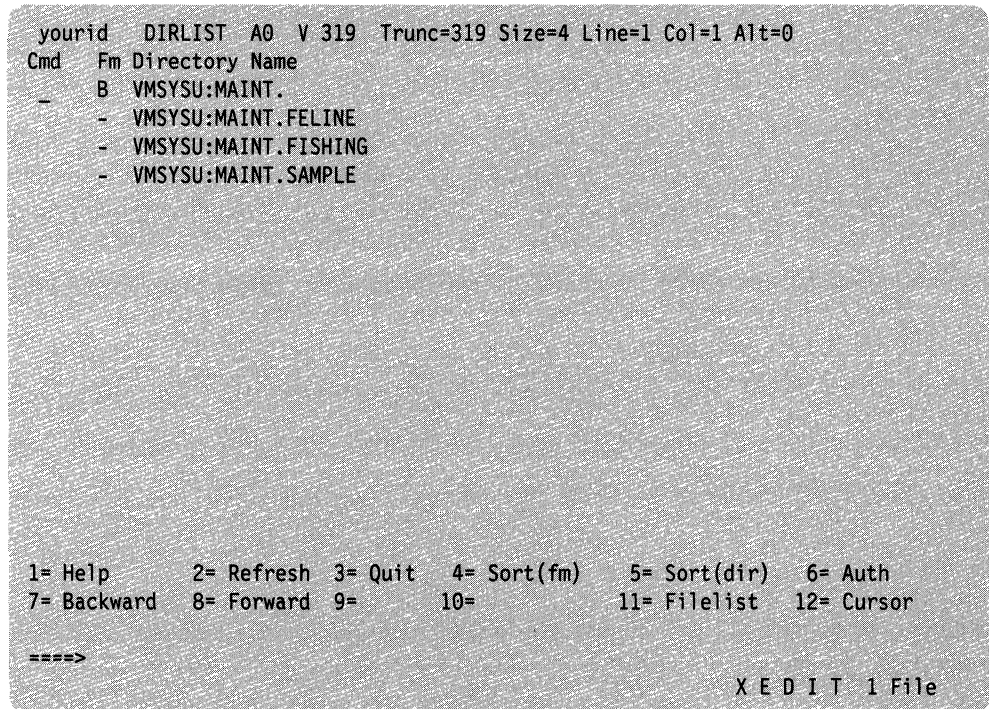 yourid DIRLIST A0 V 319 Trunc=319 Size=4 Line=1 Col=1 Alt=0
Cmd Fm Directory Name
_ B VMSYSU:MAINT.
- VMSYSU:MAINT.FELINE
- VMSYSU:MAINT.FISHING
- VMSYSU:MAINT.SAMPLE
1= Help 2= Refresh 3= Quit 4= Sort(fm) 5= Sort(dir) 6= Auth
7= Backward 8= Forward 9= 10= 11= Filelist 12= Cursor
====>
X E D I T 1 File